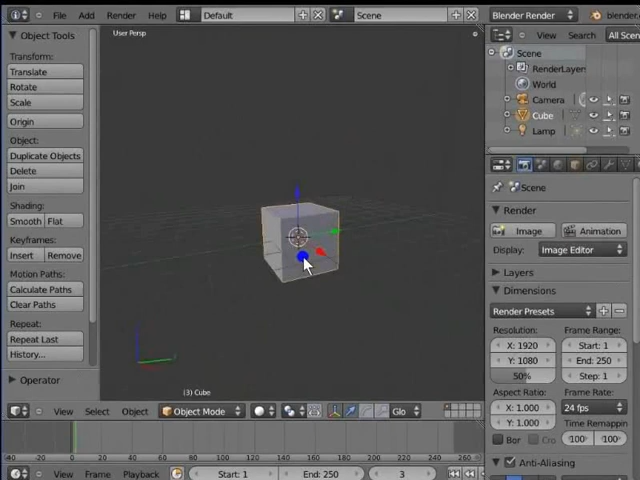 File Add Render Help Default Scene Blender Render
Object Tools
Transform:
Translate
Rotate
Scale
Origin
Object:
Duplicate Objects
Delete
Join
Shading:
Smooth Flat
Keyframes:
Insert Remove
Motion Paths:
Calculate Paths
Clear Paths
Repeat:
Repeat Last
History...
Operator
User Persp
(3) Cube
View Select Object Object Mode Glo
-40 -20 0 20 40 60 80 100 120 140 160 180 200 220 240 260
View Frame Playback Start: 1 End: 250 3
View Search All Scen
Scene
RenderLayers
World
Camera
Cube
Lamp
Scene
Render
Image Animation
Display: Image Editor
Layers
Dimensions
Render Presets
Resolution: Frame Range:
X: 1920 Start: 1
Y: 1080 End: 250
50% Step: 1
Aspect Ratio: Frame Rate:
X: 1.000 24 fps
Y: 1.000 Time Remappin
Bor Cro 100 100
Anti-Aliasing